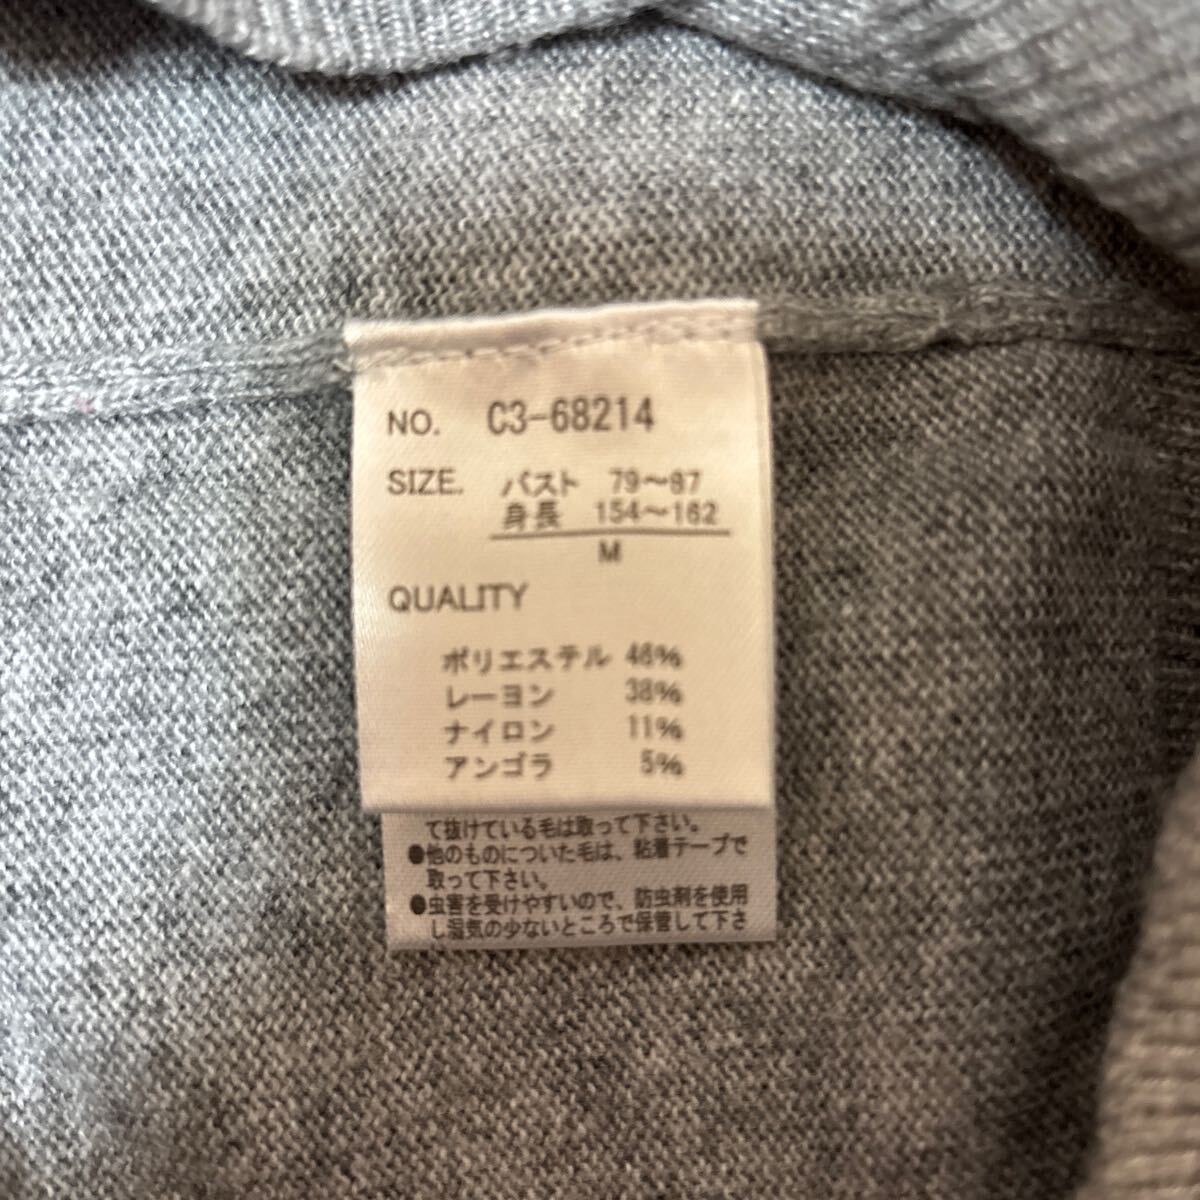 NO. C3-68214
SIZE. バスト 79〜87
身長 154〜162
M
QUALITY
ポリエステル 46%
レーヨン 38%
ナイロン 11%
アンゴラ 5%
て抜けている毛は取って下さい。
●他のものについた毛は、粘着テープで
取って下さい。
●虫害を受けやすいので、防虫剤を使用
し湿気の少ないところで保管して下さ